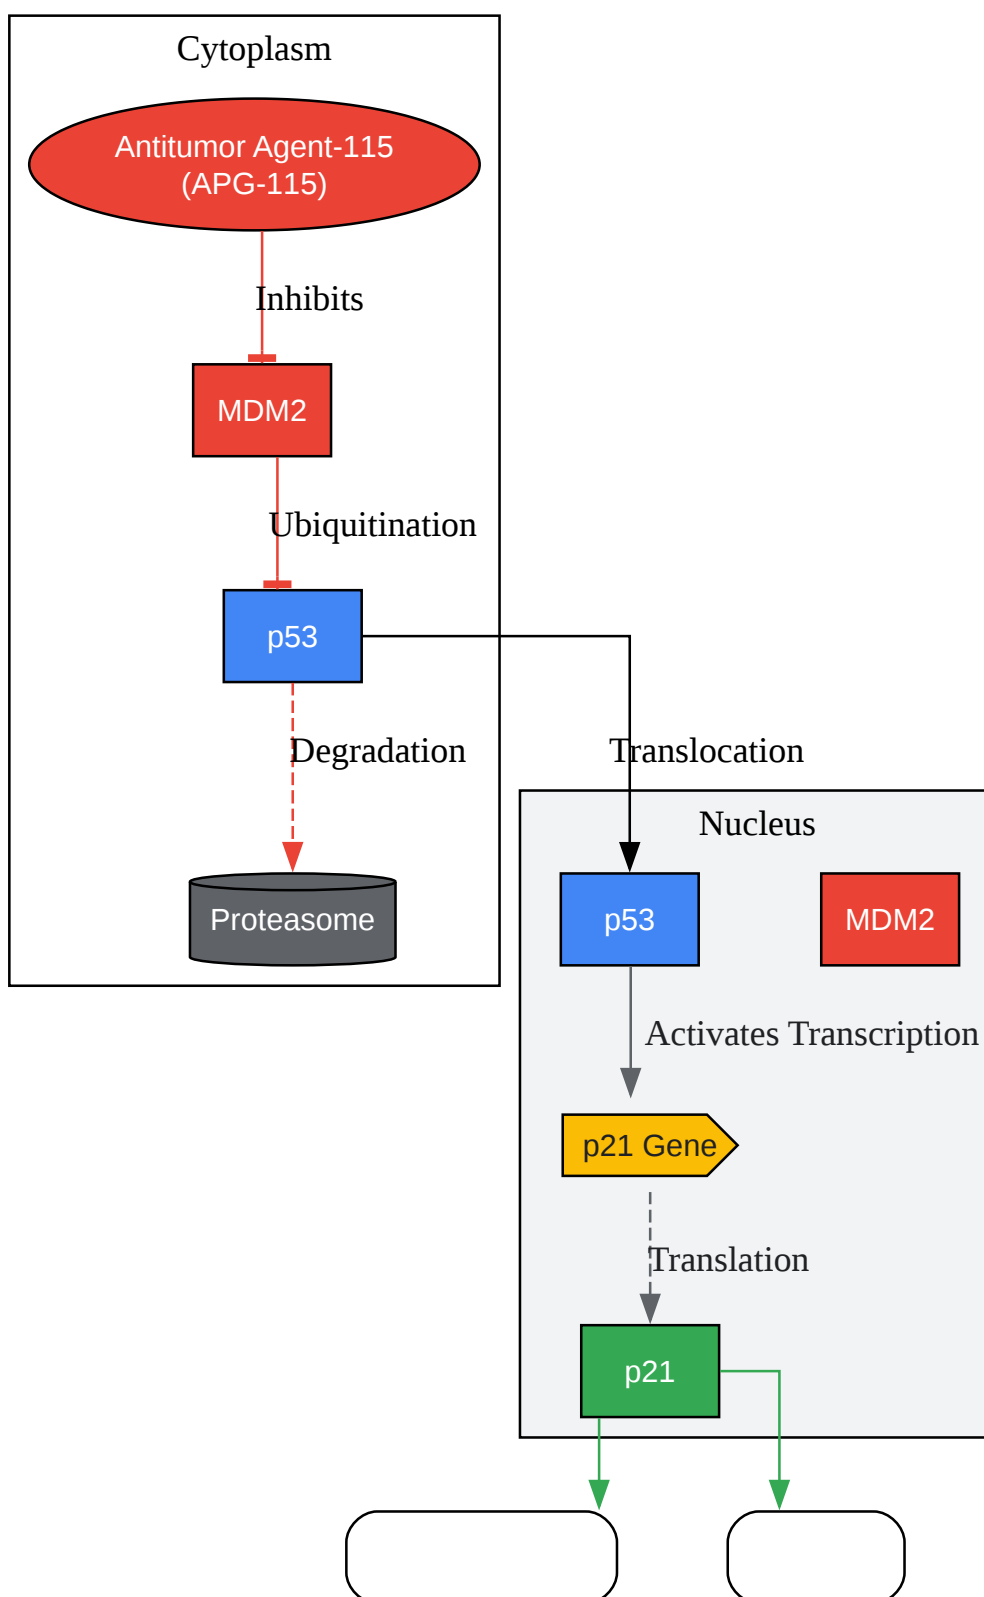 Cytoplasm
Antitumor Agent-115
(APG-115)
Inhibits
MDM2
Ubiquitination
p53
Degradation
Translocation
Nucleus
Proteasome
p53
MDM2
Activates Transcription
p21 Gene
Translation
p21